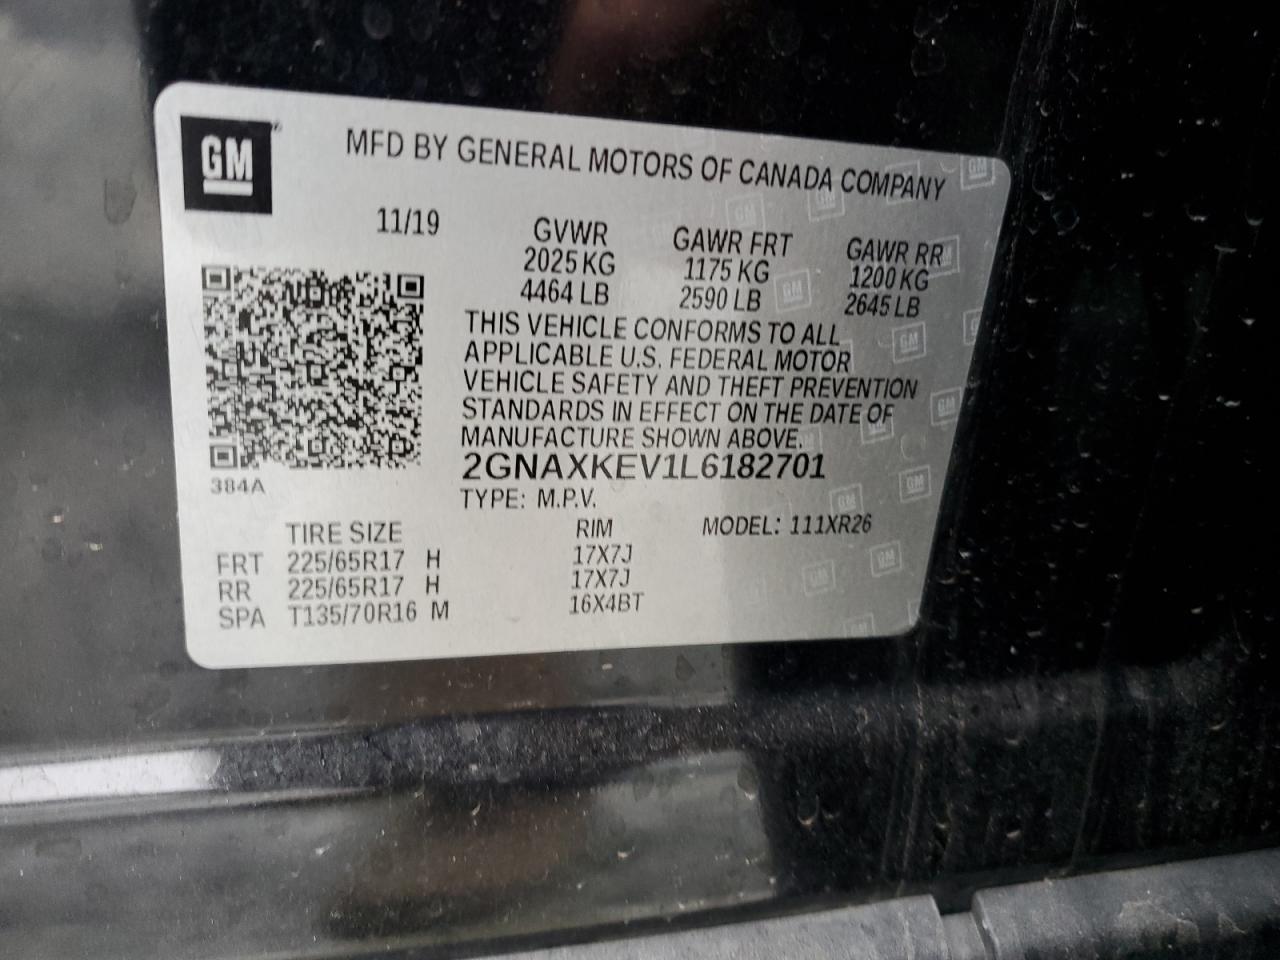 GM
MFD BY GENERAL MOTORS OF CANADA COMPANY
11/19
GVWR GAWR FRT GAWR RR
2025 KG 1175 KG 1200 KG
4464 LB 2590 LB 2645 LB
THIS VEHICLE CONFORMS TO ALL
APPLICABLE U.S. FEDERAL MOTOR
VEHICLE SAFETY AND THEFT PREVENTION
STANDARDS IN EFFECT ON THE DATE OF
MANUFACTURE SHOWN ABOVE.
2GNAXKEV1L6182701
384A
TYPE: M.P.V.
TIRE SIZE RIM MODEL: 111XR26
FRT 225/65R17 H 17X7J
RR 225/65R17 H 17X7J
SPA T135/70R16 M 16X4BT